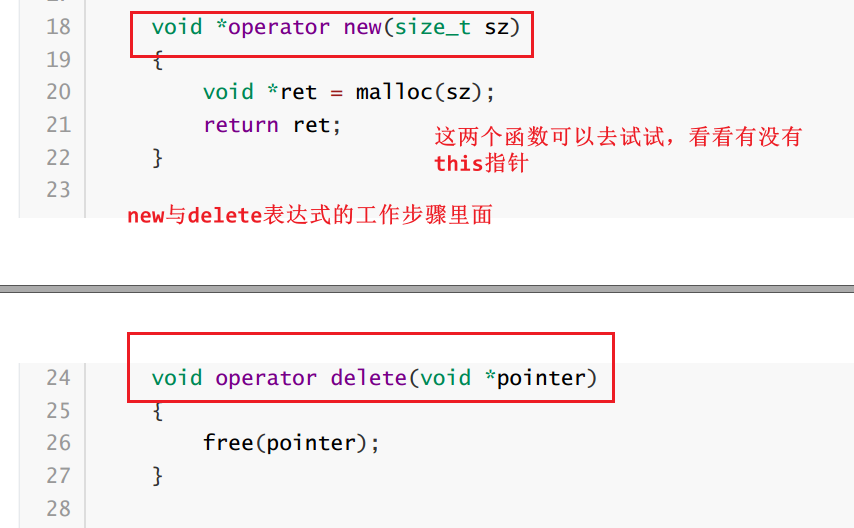 18 void *operator new(size_t sz)
19 {
20 void *ret = malloc(sz);
21 return ret;
这两个函数可以去试试，看看有没有
this指针
22 }
23
new与delete表达式的工作步骤里面
24 void operator delete(void *pointer)
25 {
26 free(pointer);
27 }
28